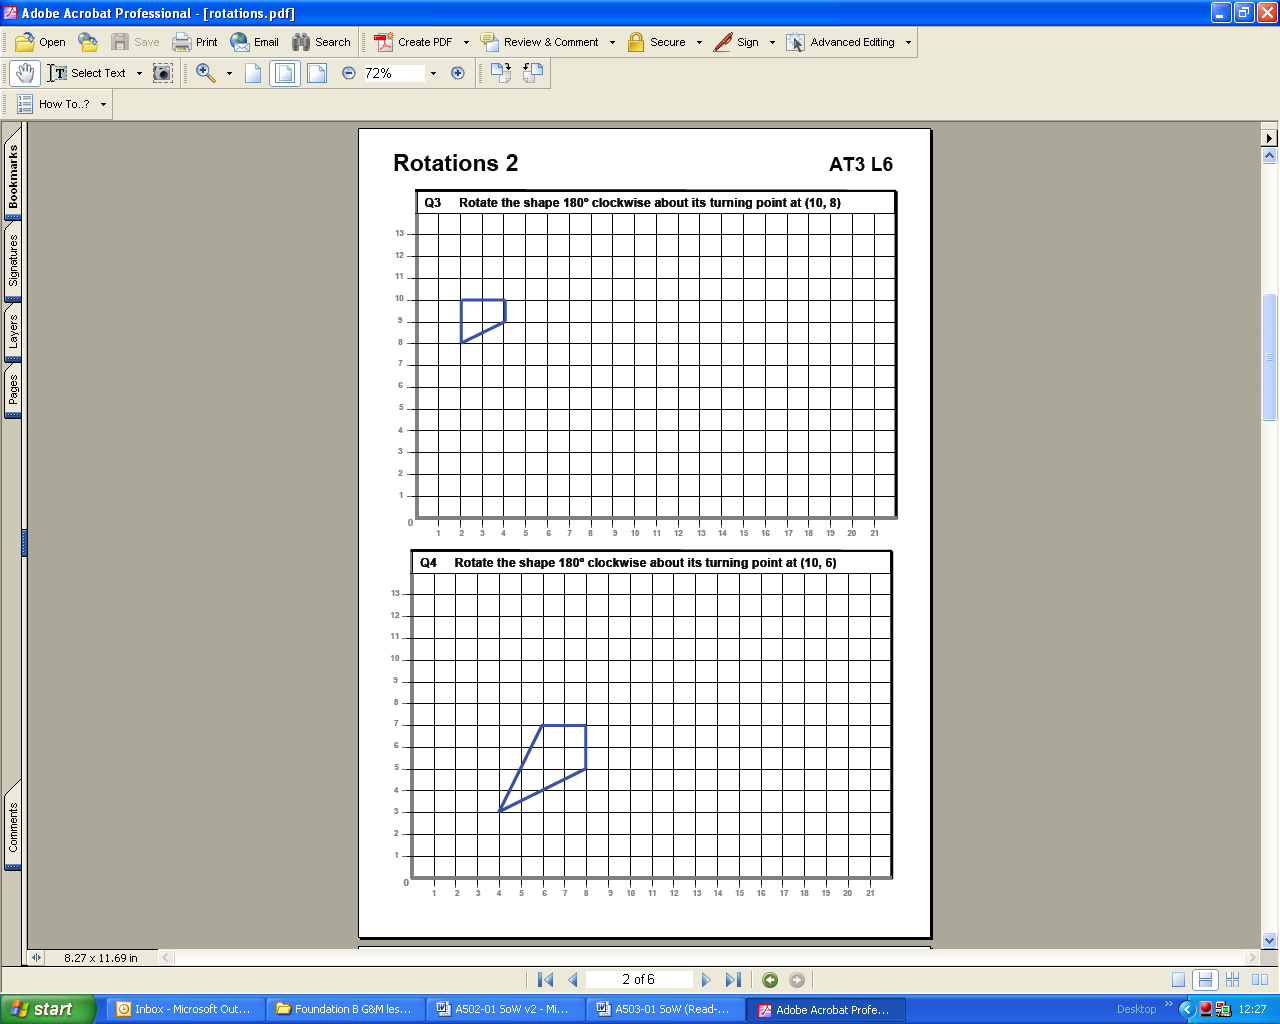 Adobe Acrobat Professional - [rotations.pdf]
Open Save Print Email Search Create PDF Review & Comment Secure Sign Advanced Editing
Select Text 72%
How To..?
Bookmarks
Signatures
Layers
Pages
Comments
Rotations 2 AT3 L6
Q3 Rotate the shape 180º clockwise about its turning point at (10, 8)
13
12
11
10
9
8
7
6
5
4
3
2
1
0
1 2 3 4 5 6 7 8 9 10 11 12 13 14 15 16 17 18 19 20 21
Q4 Rotate the shape 180º clockwise about its turning point at (10, 6)
13
12
11
10
9
8
7
6
5
4
3
2
1
0
1 2 3 4 5 6 7 8 9 10 11 12 13 14 15 16 17 18 19 20 21
8.27 x 11.69 in
2 of 6
start Inbox - Microsoft Out... Foundation B G&M les... A502-01 SoW v2 - Mi... A503-01 SoW (Read-... Adobe Acrobat Profe... Desktop 12:27